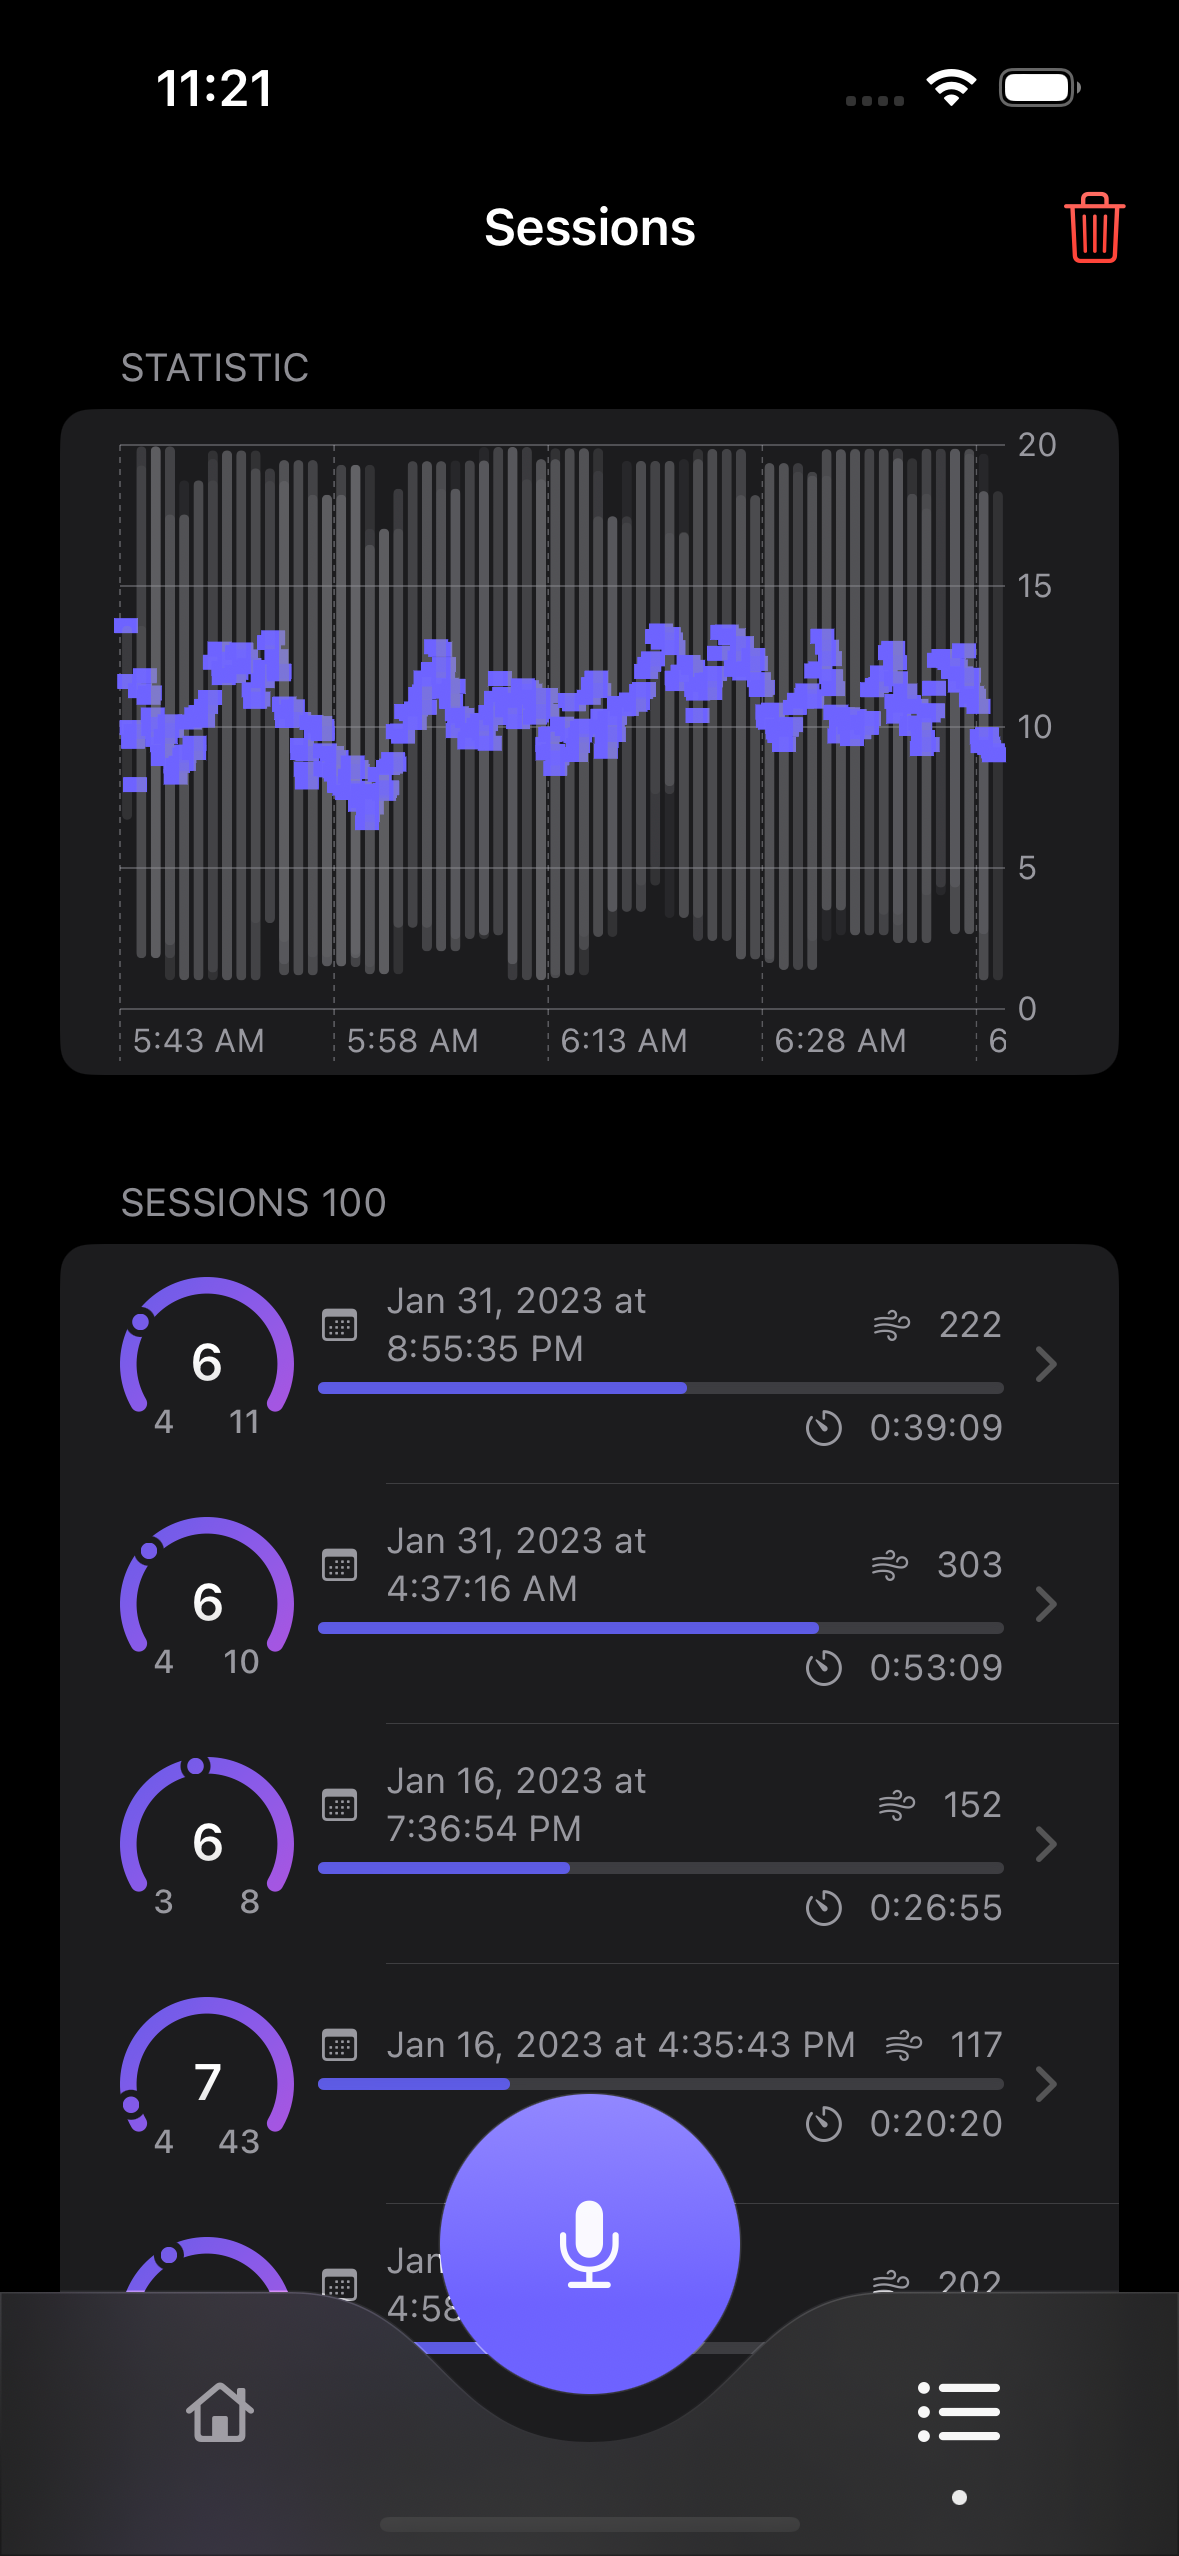 11:21
Sessions
STATISTIC
20
15
10
5
0
5:43 AM
5:58 AM
6:13 AM
6:28 AM
6
SESSIONS 100
6
4
11
Jan 31, 2023 at
8:55:35 PM
222
0:39:09
6
4
10
Jan 31, 2023 at
4:37:16 AM
303
0:53:09
6
3
8
Jan 16, 2023 at
7:36:54 PM
152
0:26:55
7
4
43
Jan 16, 2023 at 4:35:43 PM
117
0:20:20
Jan
4:58
202